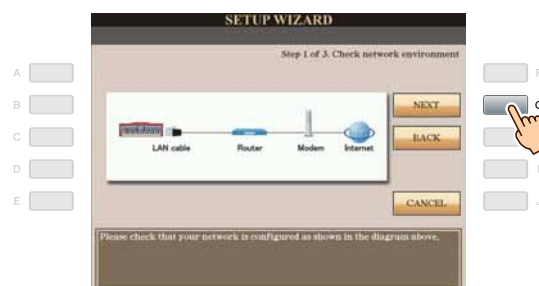 SETUP WIZARD
Step 1 of 3. Check network environment
A
B
C
D
E
NEXT
BACK
CANCEL
LAN cable
Router
Modem
Internet
Please check that your network is configured as shown in the diagram above.